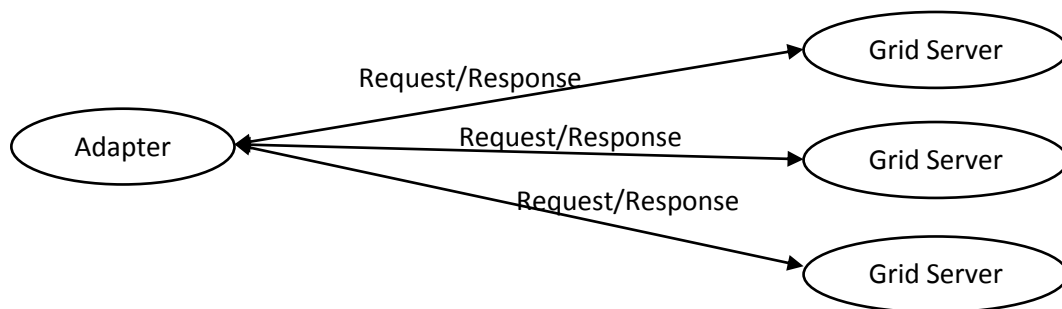 Grid Server
Request/Response
Adapter
Request/Response
Grid Server
Request/Response
Grid Server